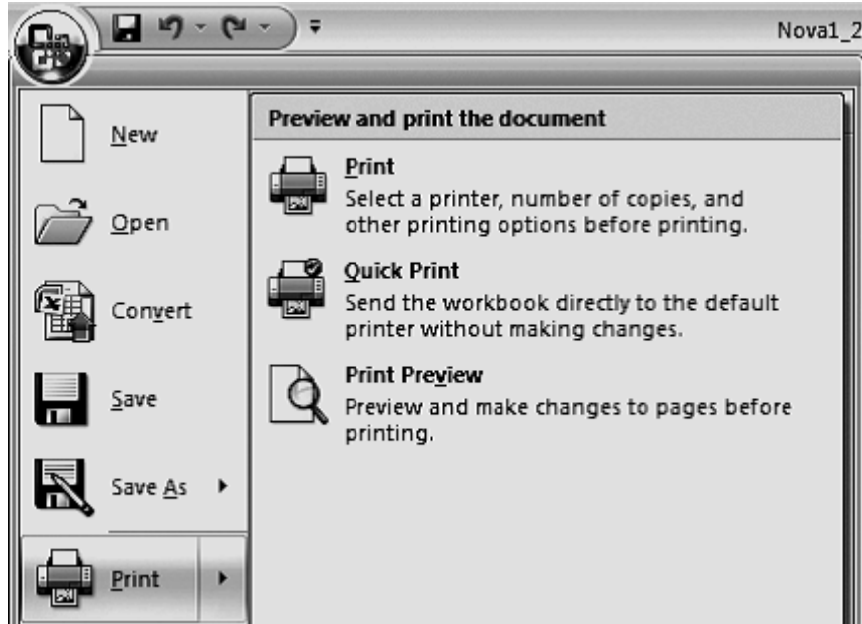 Nova1_2
New
Open
Convert
Save
Save As
Print
Preview and print the document
Print
Select a printer, number of copies, and
other printing options before printing.
Quick Print
Send the workbook directly to the default
printer without making changes.
Print Preview
Preview and make changes to pages before
printing.